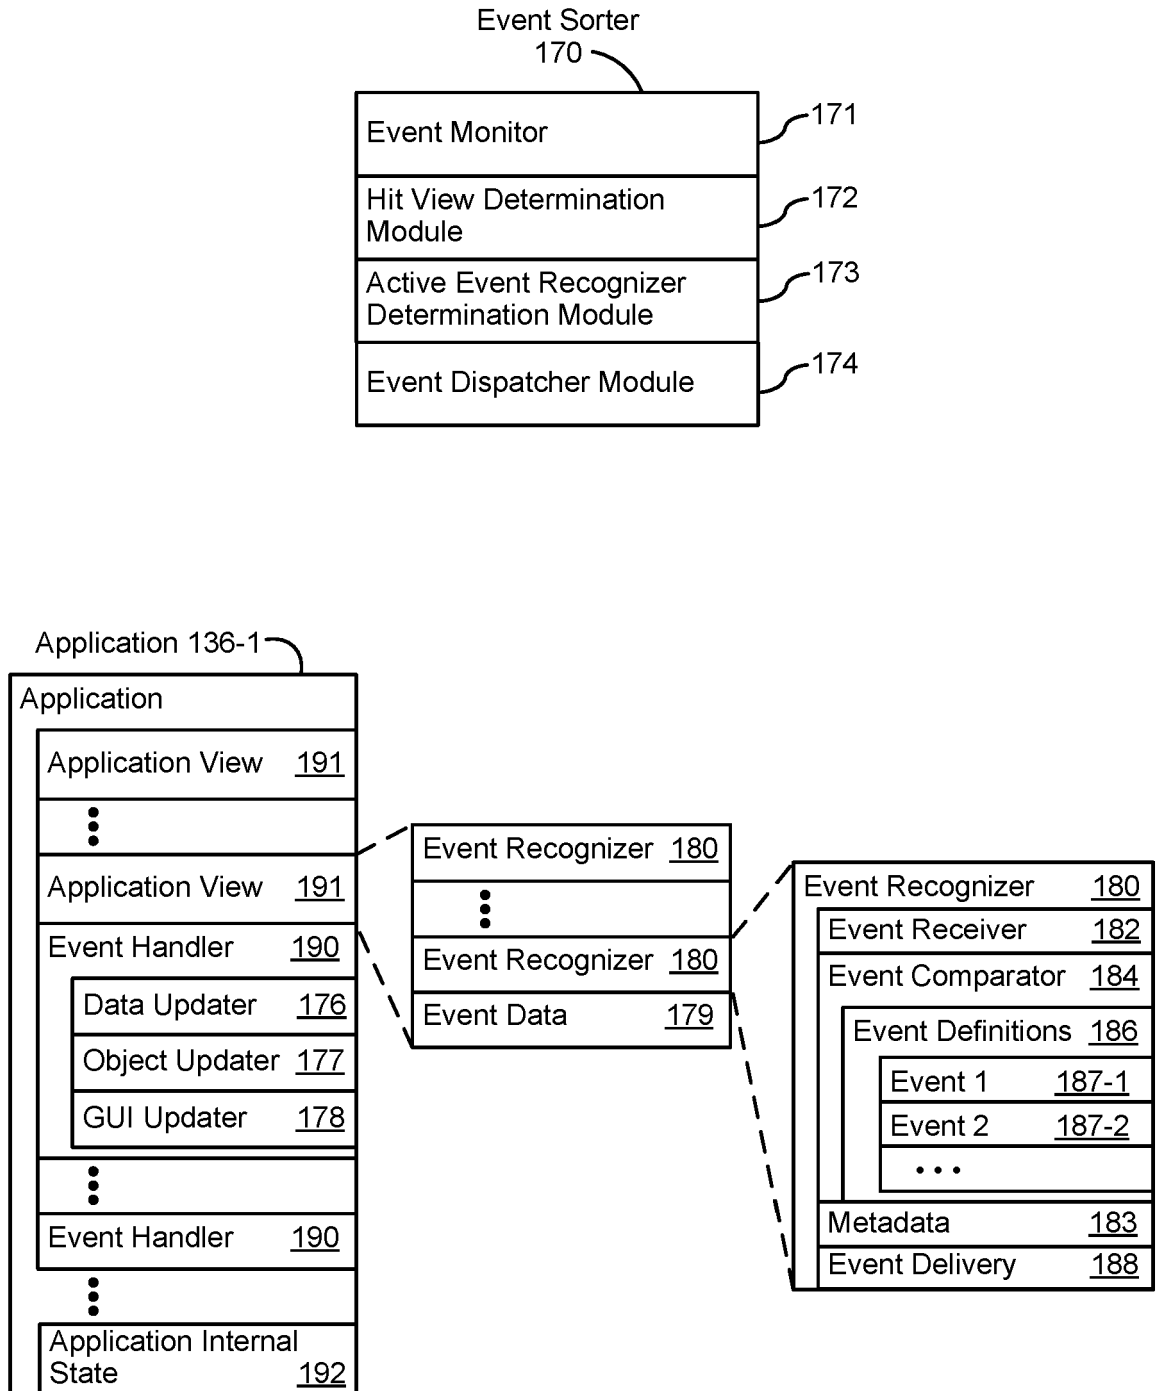 Event Sorter
170
Event Monitor
171
Hit View Determination
Module
172
Active Event Recognizer
Determination Module
173
Event Dispatcher Module
174
Application 136-1
Application
Application View 191
Application View 191
Event Handler 190
Data Updater 176
Object Updater 177
GUI Updater 178
Event Handler 190
Application Internal
State 192
Event Recognizer 180
Event Recognizer 180
Event Data 179
Event Recognizer 180
Event Receiver 182
Event Comparator 184
Event Definitions 186
Event 1 187-1
Event 2 187-2
Metadata 183
Event Delivery 188